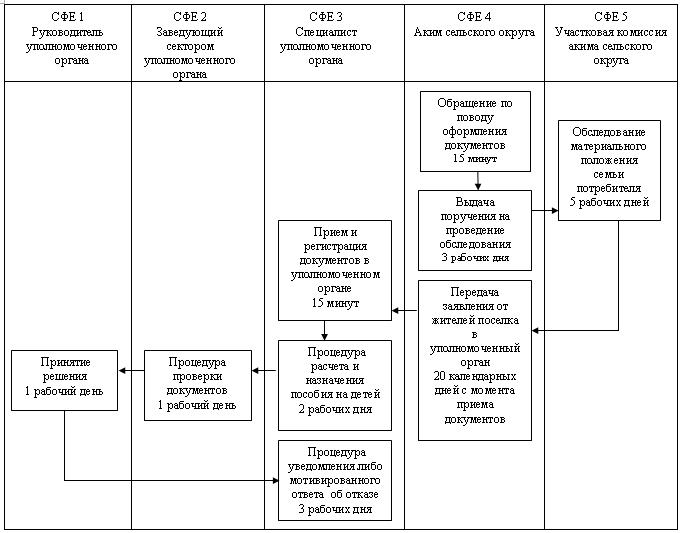 СФЕ 1
Руководитель
уполномоченного
органа
СФЕ 2
Заведующий
сектором
уполномоченного
органа
СФЕ 3
Специалист
уполномоченного
органа
СФЕ 4
Аким сельского округа
СФЕ 5
Участковая комиссия
акима сельского
округа
Обращение по
поводу
оформления
документов
15 минут
Обследование
материального
положения
семьи
потребителя
5 рабочих дней
Выдача
поручения на
проведение
обследования
3 рабочих дня
Прием и
регистрация
документов в
уполномоченном
органе
15 минут
Передача
заявления от
жителей поселка
в
уполномоченный
орган
20 календарных
дней с момента
приема
документов
Принятие
решения
1 рабочий день
Процедура
проверки
документов
1 рабочий день
Процедура
расчета и
назначения
пособия на детей
2 рабочих дня
Процедура
уведомления либо
мотивированного
ответа об отказе
3 рабочих дня